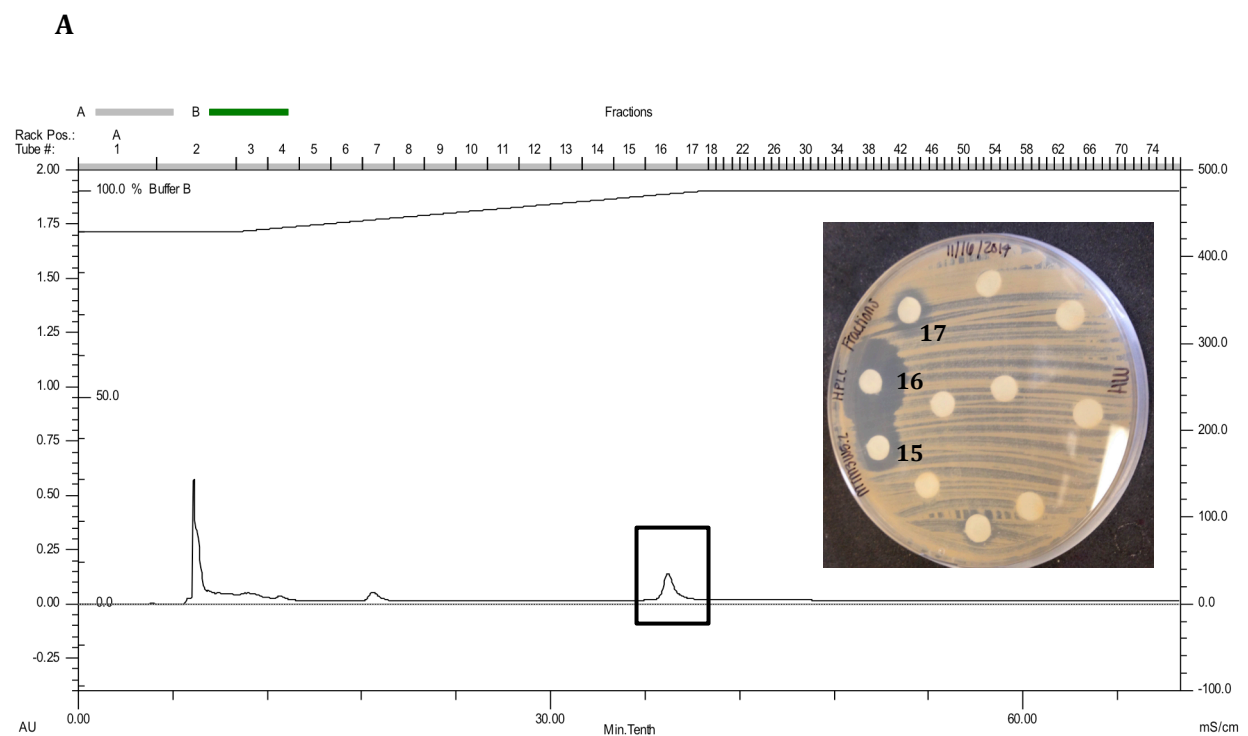 A
A B Fractions
Rack Pos.: A
Tube #: 1 2 3 4 5 6 7 8 9 10 11 12 13 14 15 16 17 18 22 26 30 34 38 42 46 50 54 58 62 66 70 74
2.00 500.0
100.0 % Buffer B
1.75
400.0
1.50
1.25
300.0
1.00
50.0
0.75
200.0
0.50
100.0
0.25
0.00 0.0 0.0
-0.25
-100.0
0.00 30.00 60.00
AU Min.Tenth mS/cm
11/16/2017
Fractions
HPLC
HW
17
16
15